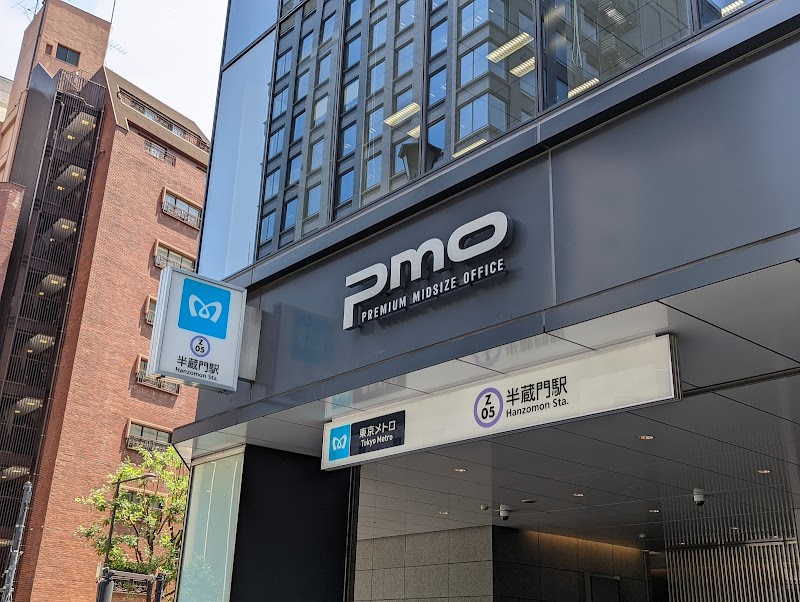 PMO
PREMIUM MIDSIZE OFFICE
Z
05
半蔵門駅
Hanzomon Sta.
東京メトロ
Tokyo Metro
Z
05
半蔵門駅
Hanzomon Sta.